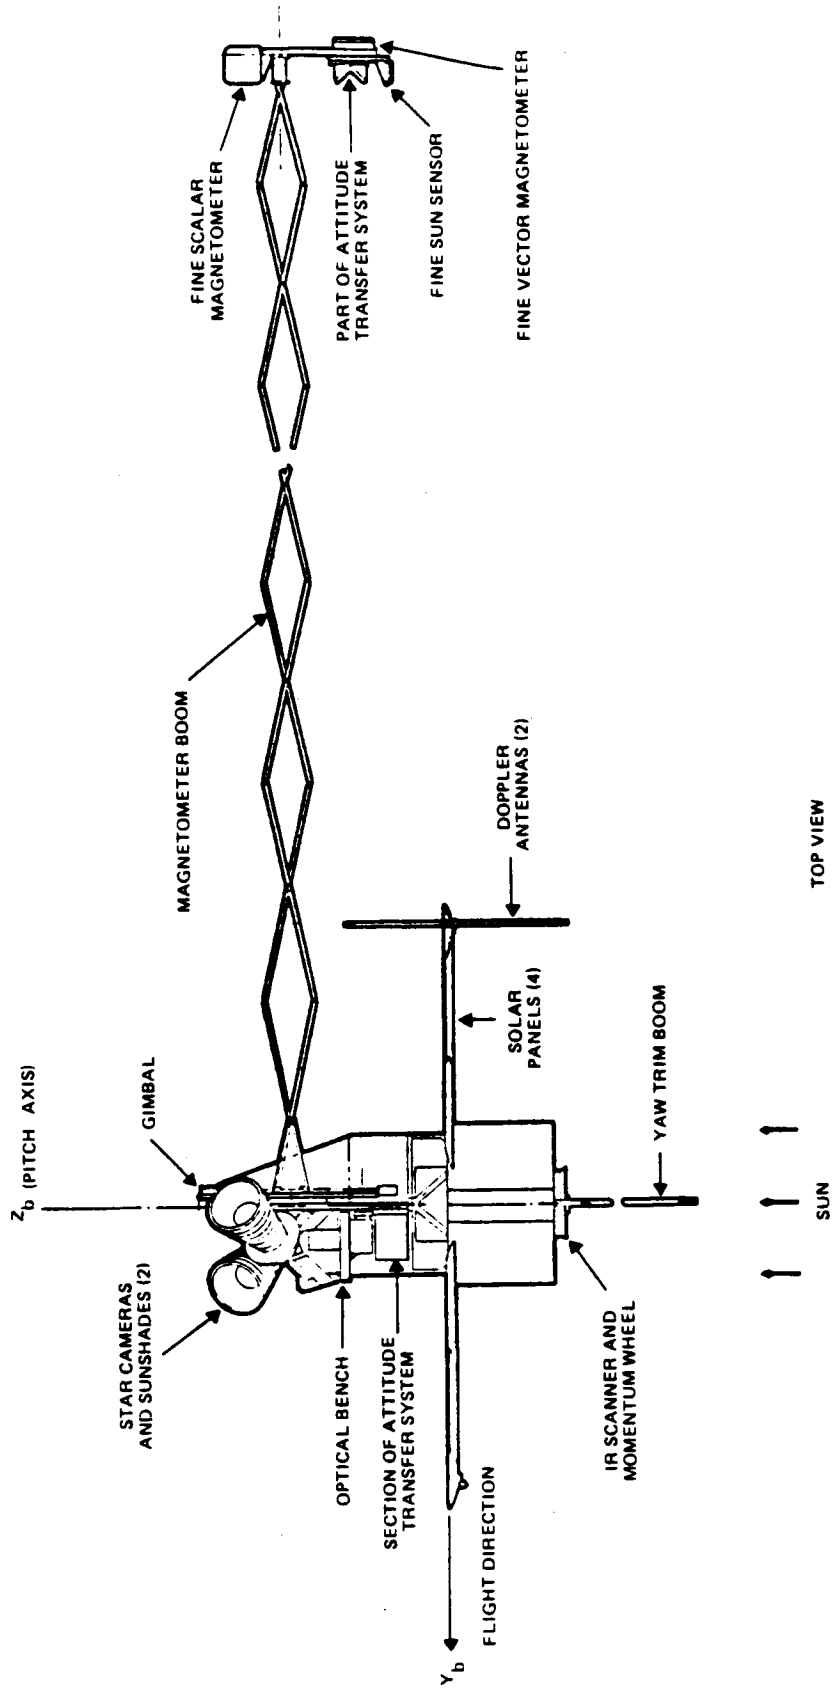 Z_b (PITCH AXIS)
GIMBAL
STAR CAMERAS
AND SUNSHADES (2)
OPTICAL BENCH
SECTION OF ATTITUDE
TRANSFER SYSTEM
Y_b
FLIGHT DIRECTION
IR SCANNER AND
MOMENTUM WHEEL
SUN
YAW TRIM BOOM
SOLAR
PANELS (4)
DOPPLER
ANTENNAS (2)
MAGNETOMETER BOOM
FINE SCALAR
MAGNETOMETER
PART OF ATTITUDE
TRANSFER SYSTEM
FINE SUN SENSOR
FINE VECTOR MAGNETOMETER
TOP VIEW